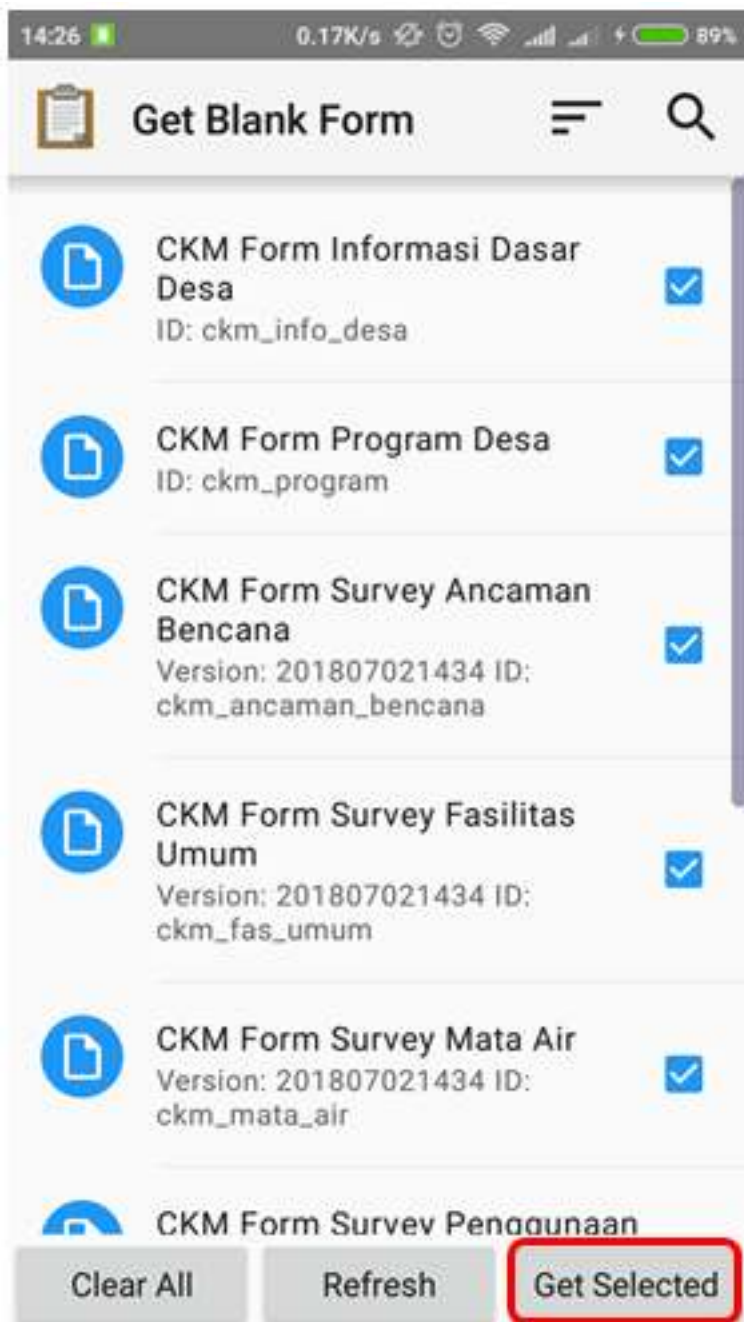 14:26 0.17K/s 89%
Get Blank Form
CKM Form Informasi Dasar
Desa
ID: ckm_info_desa
CKM Form Program Desa
ID: ckm_program
CKM Form Survey Ancaman
Bencana
Version: 201807021434 ID:
ckm_ancaman_bencana
CKM Form Survey Fasilitas
Umum
Version: 201807021434 ID:
ckm_fas_umum
CKM Form Survey Mata Air
Version: 201807021434 ID:
ckm_mata_air
CKM Form Survey Penggunaan
Clear All Refresh Get Selected